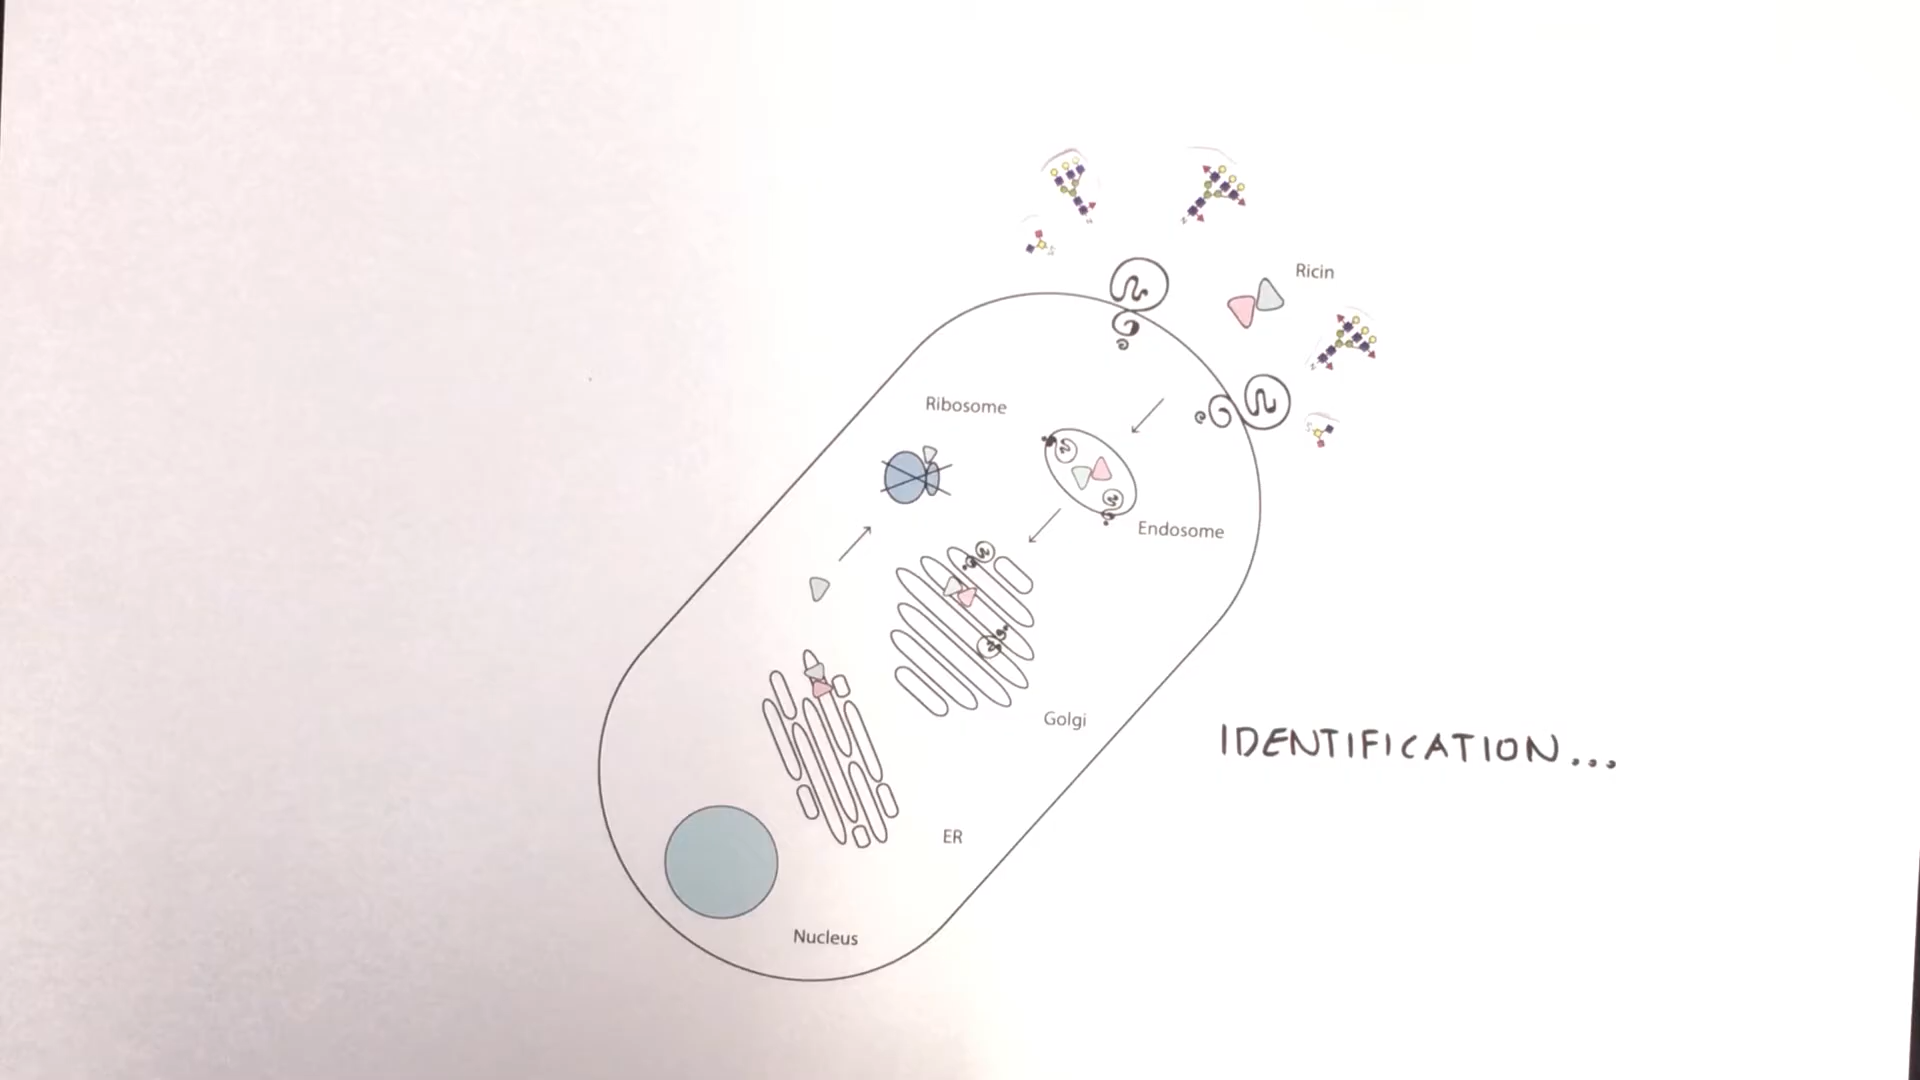 Ricin
Ribosome
Endosome
Golgi
IDENTIFICATION...
ER
Nucleus